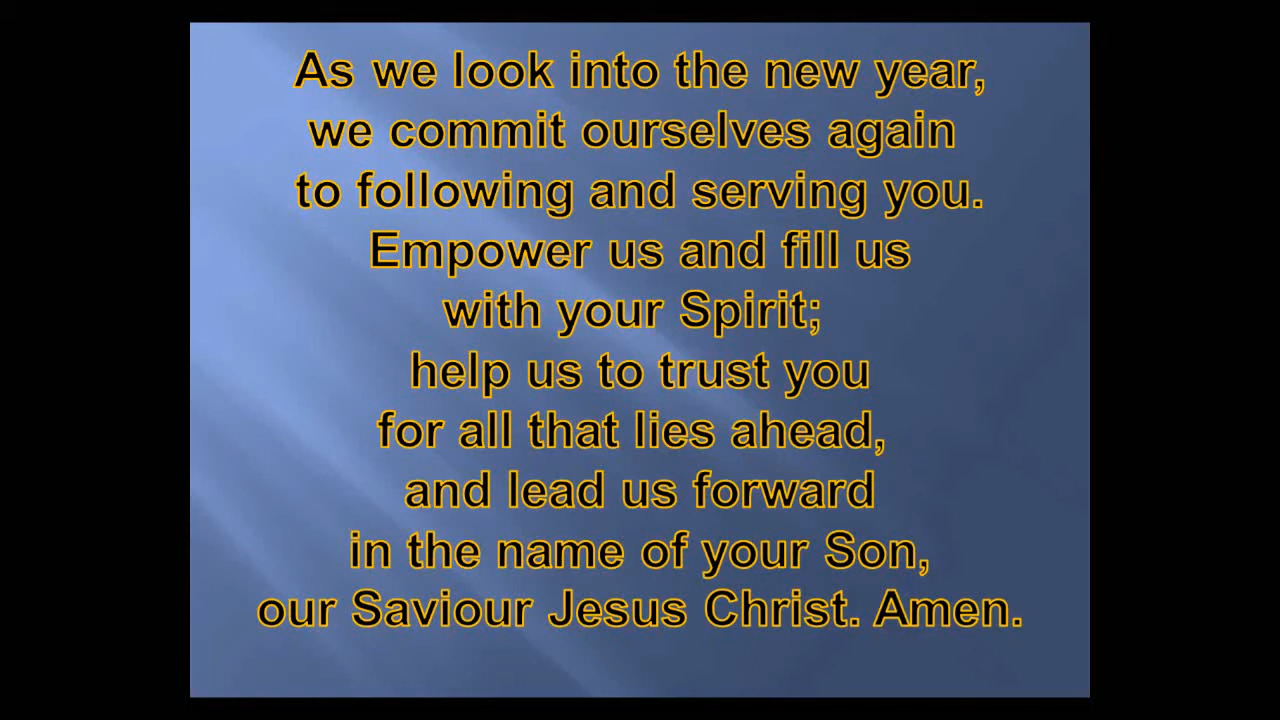 As we look into the new year,
we commit ourselves again
to following and serving you.
Empower us and fill us
with your Spirit;
help us to trust you
for all that lies ahead,
and lead us forward
in the name of your Son,
our Saviour Jesus Christ. Amen.